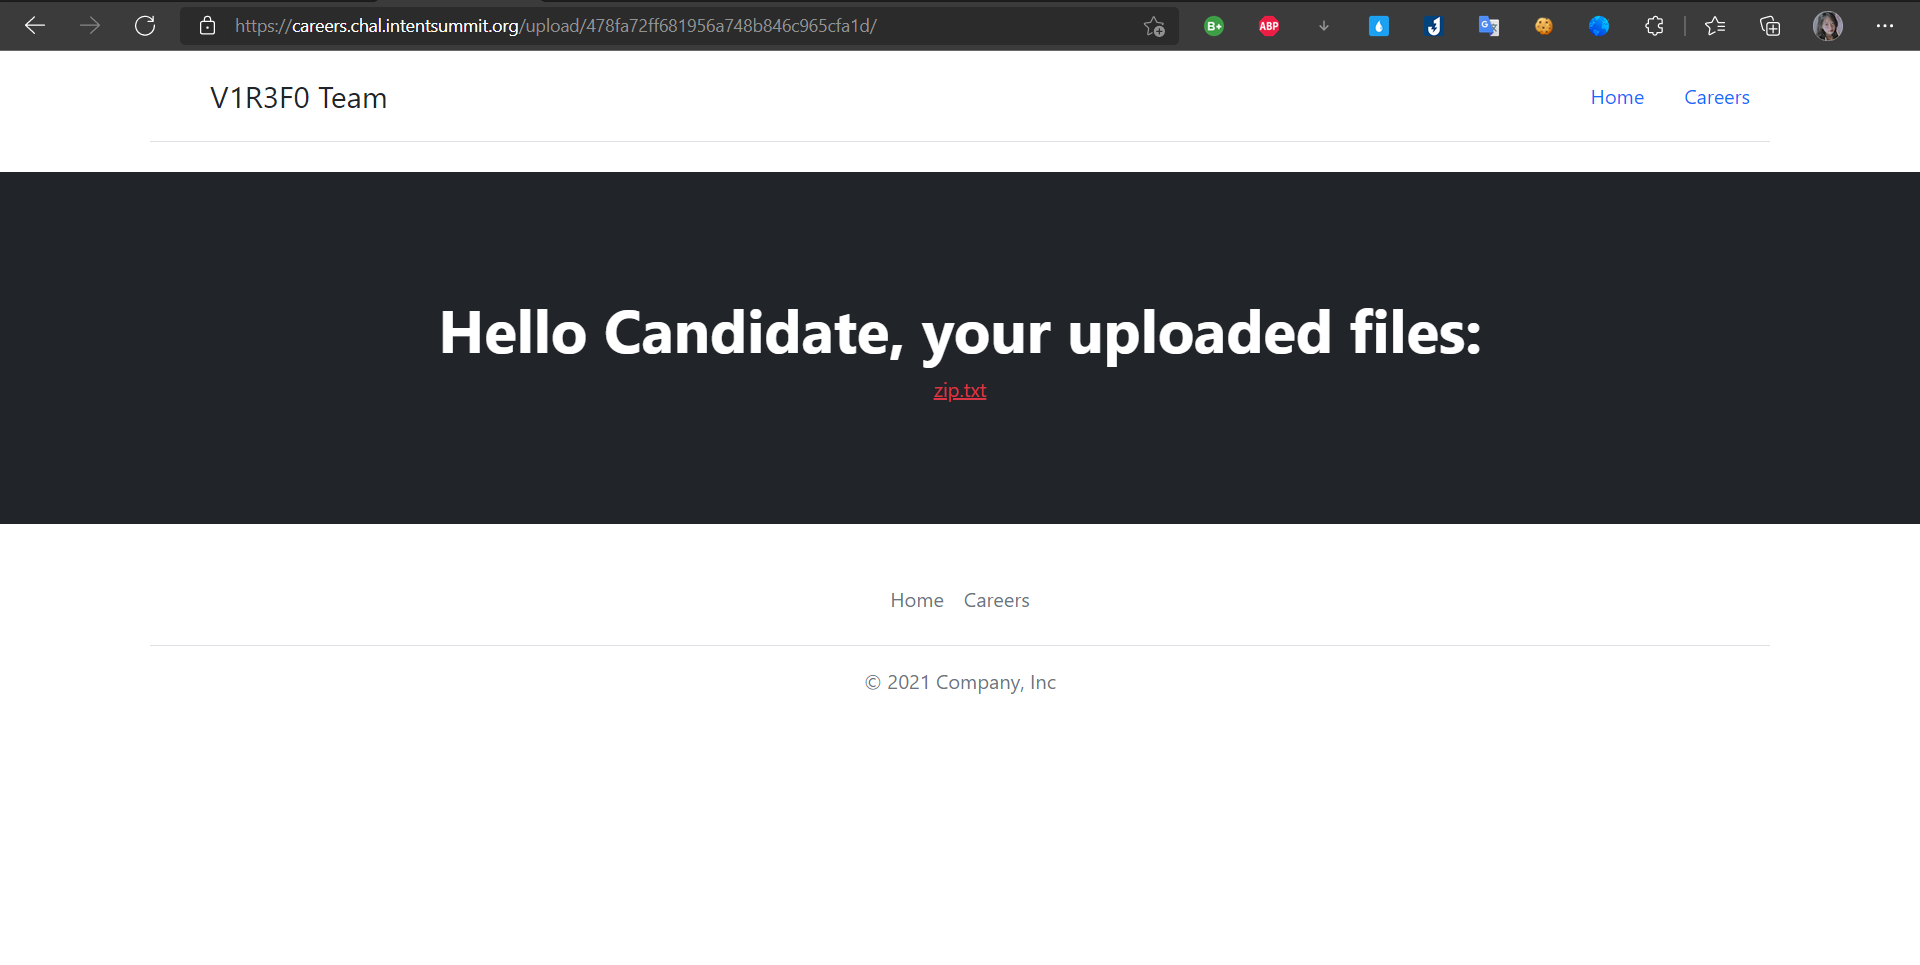 https://careers.chal.intentsummit.org/upload/478fa72ff681956a748b846c965cfa1d/
B+
ABP
V1R3F0 Team
Home Careers
Hello Candidate, your uploaded files:
zip.txt
Home Careers
© 2021 Company, Inc